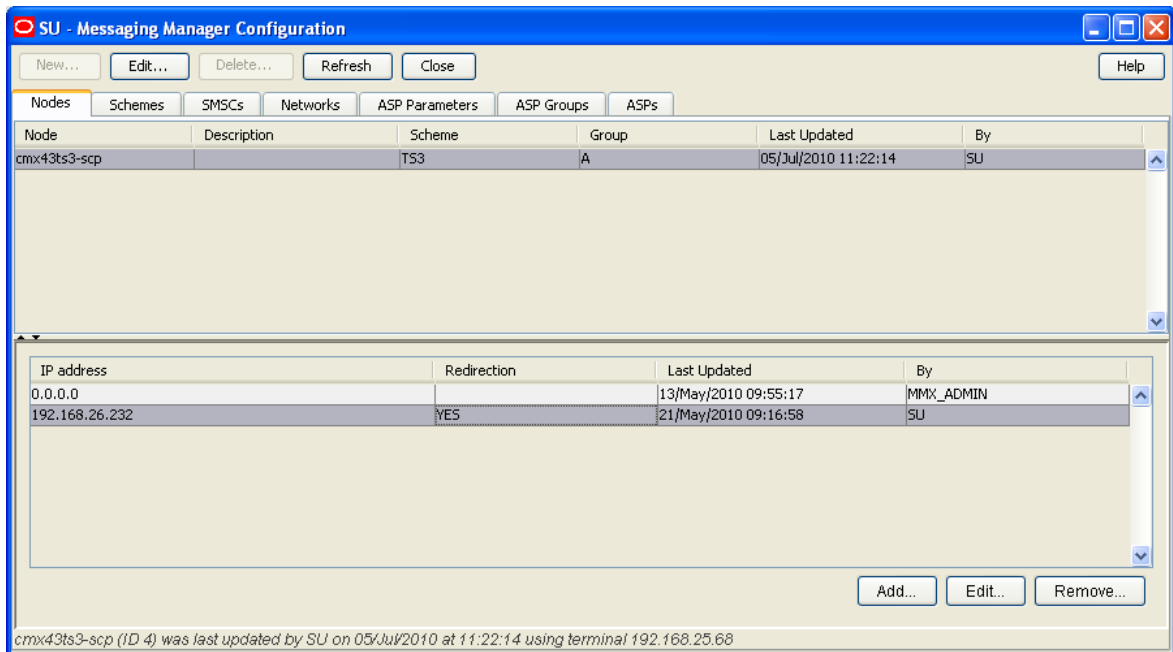 SU - Messaging Manager Configuration
New... Edit... Delete... Refresh Close Help
Nodes Schemes SMSCs Networks ASP Parameters ASP Groups ASPs
Node Description Scheme Group Last Updated By
cmx43ts3-scp TS3 A 05/Jul/2010 11:22:14 SU
IP address Redirection Last Updated By
0.0.0.0 13/May/2010 09:55:17 MMX_ADMIN
192.168.26.232 YES 21/May/2010 09:16:58 SU
Add... Edit... Remove...
cmx43ts3-scp (ID 4) was last updated by SU on 05/Jul/2010 at 11:22:14 using terminal 192.168.25.68